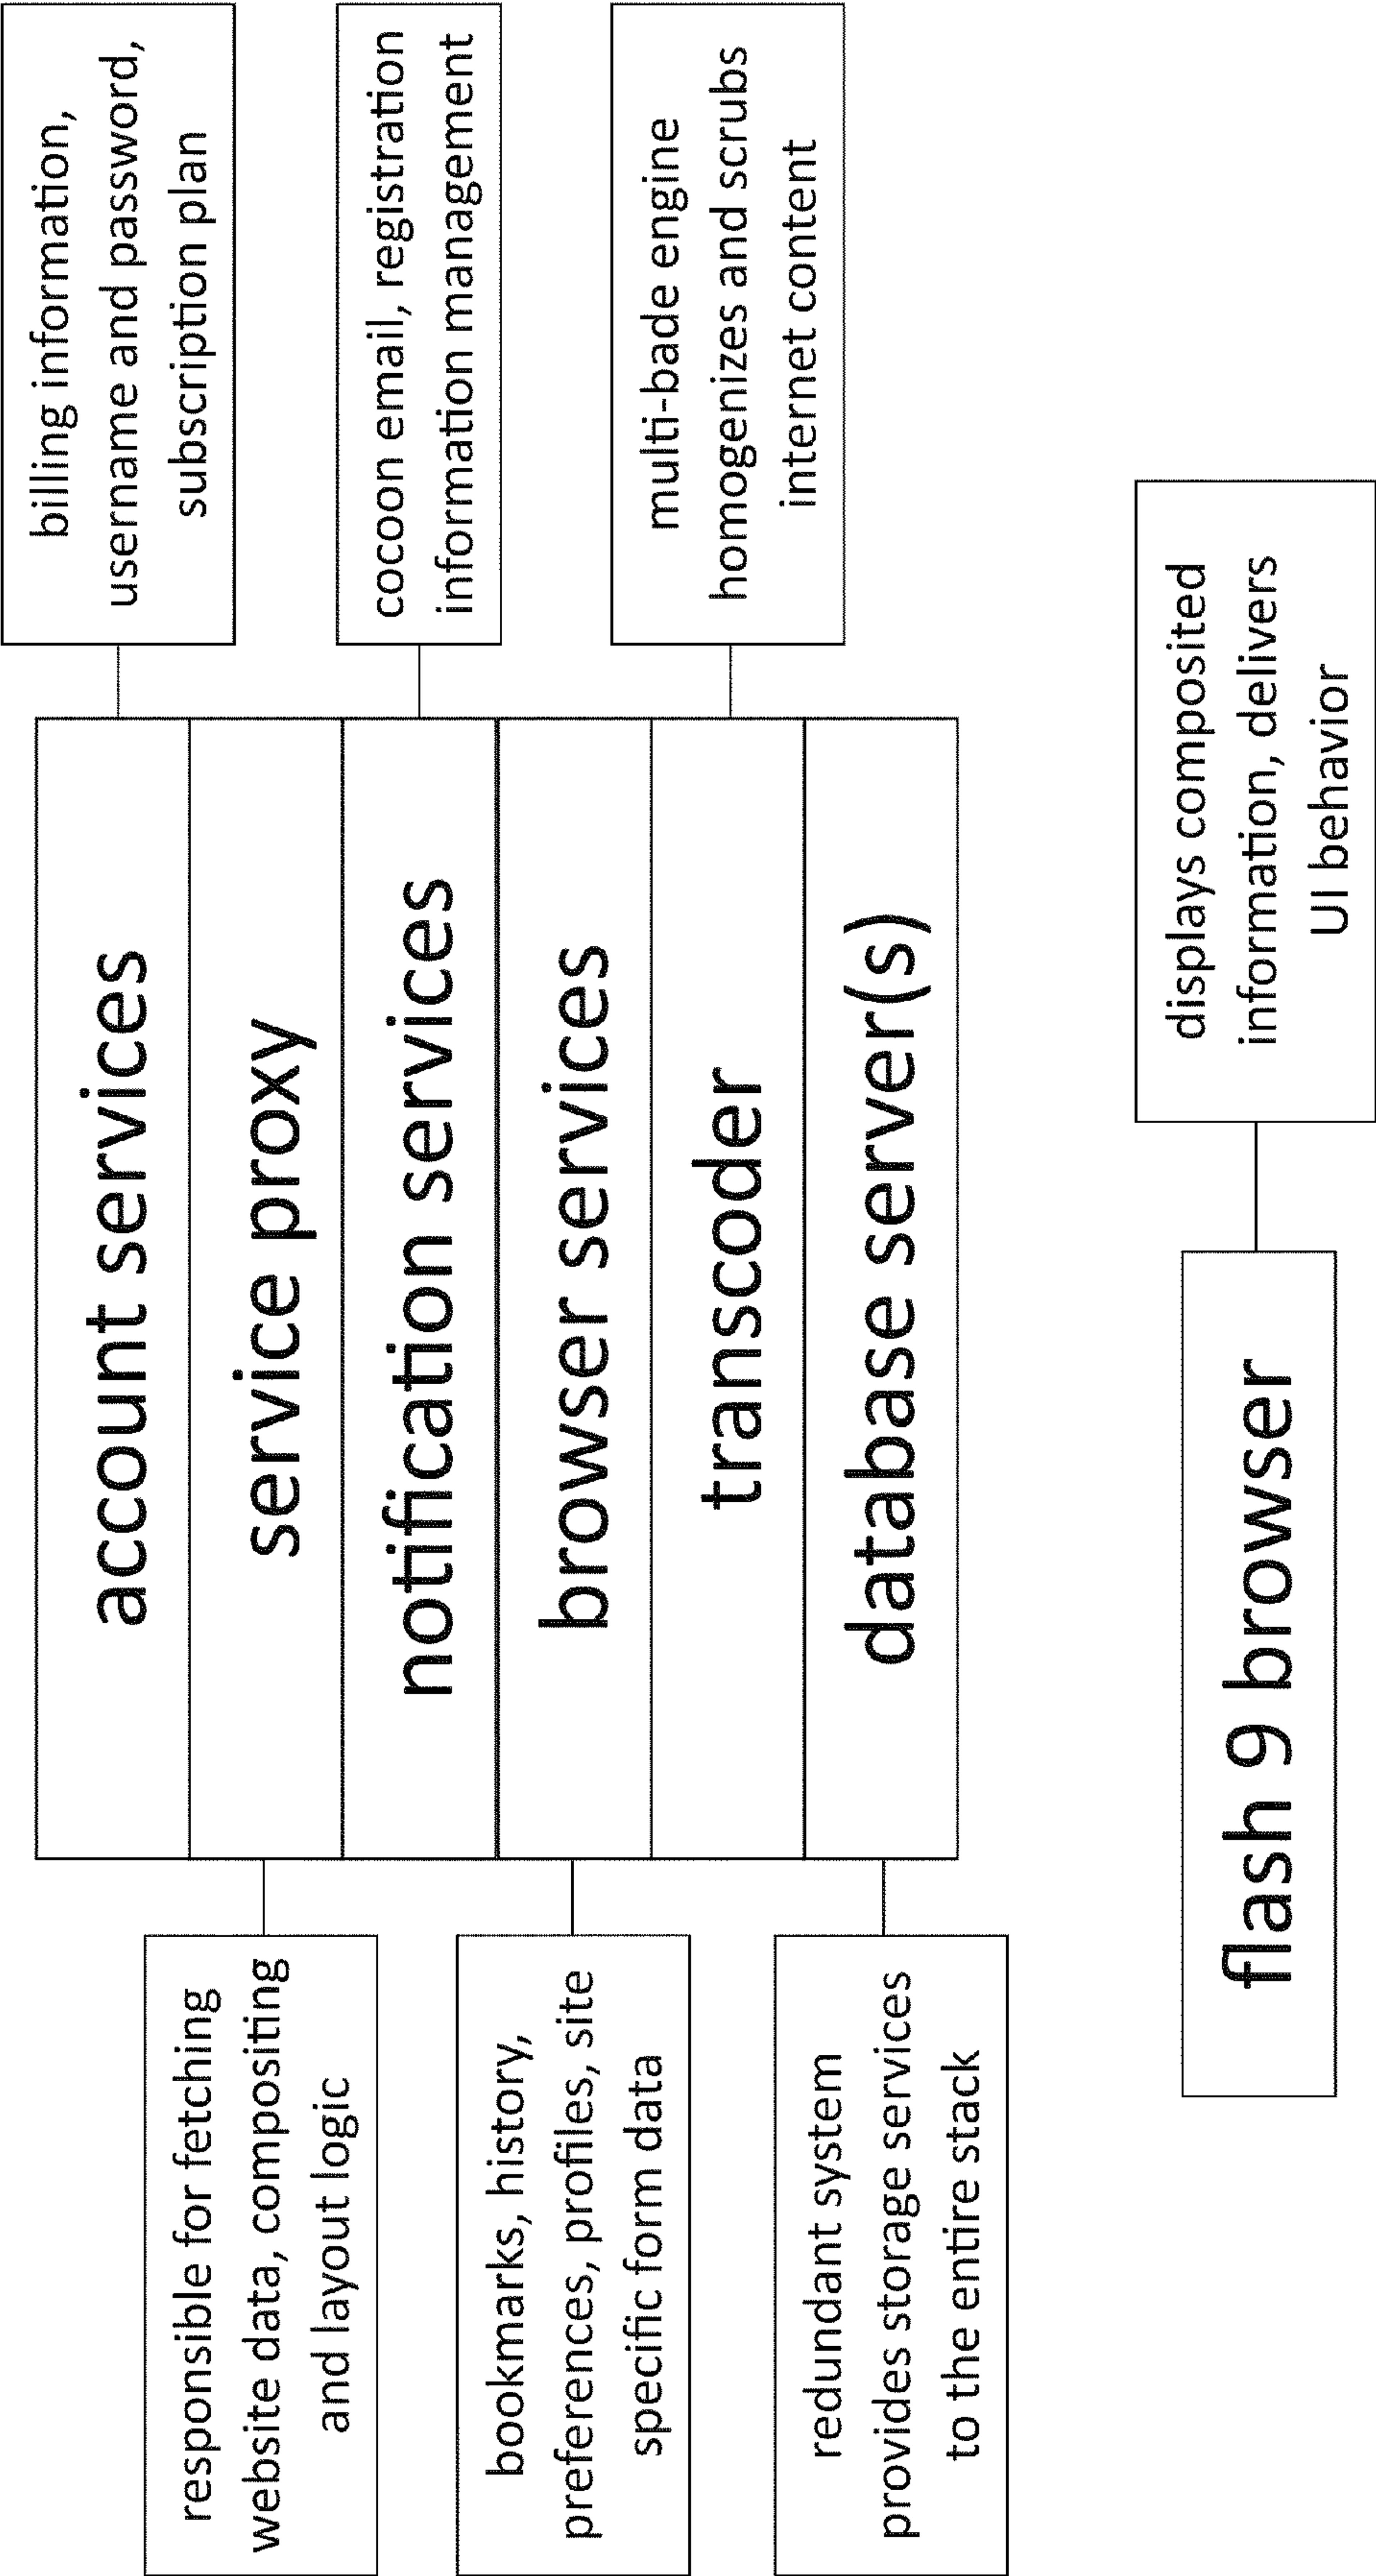 account services
service proxy
notification services
browser services
transcoder
database server(s)
billing information,
username and password,
subscription plan
cocoon email, registration
information management
multi-bade engine
homogenizes and scrubs
internet content
responsible for fetching
website data, compositing
and layout logic
bookmarks, history,
preferences, profiles, site
specific form data
redundant system
provides storage services
to the entire stack
flash 9 browser
displays composited
information, delivers
UI behavior